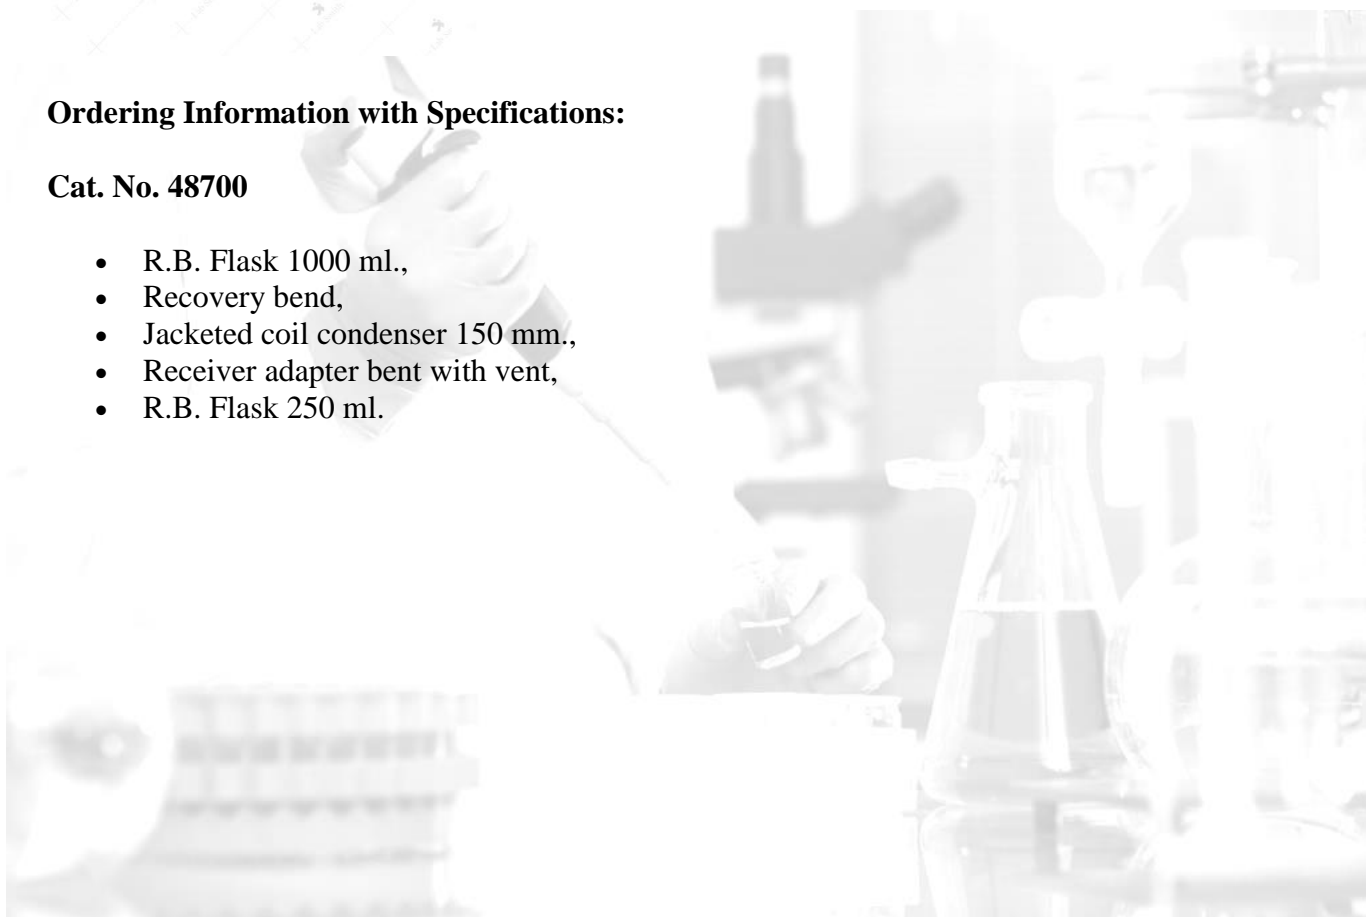 Ordering Information with Specifications:
Cat. No. 48700
• R.B. Flask 1000 ml.,
• Recovery bend,
• Jacketed coil condenser 150 mm.,
• Receiver adapter bent with vent,
• R.B. Flask 250 ml.